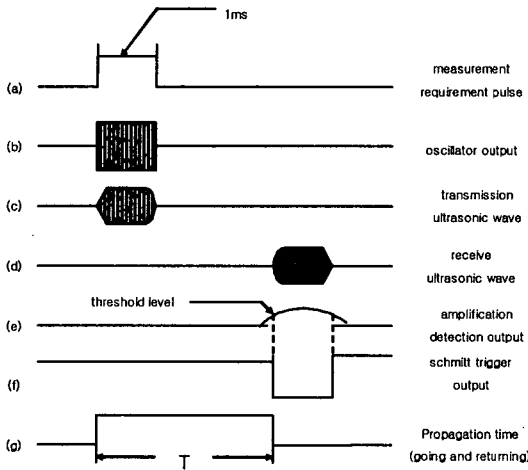 1ms
(a)
measurement
requirement pulse
(b)
oscillator output
(c)
transmission
ultrasonic wave
(d)
receive
ultrasonic wave
threshold level
(e)
amplification
detection output
(f)
schmitt trigger
output
(g)
T
Propagation time
(going and returning)